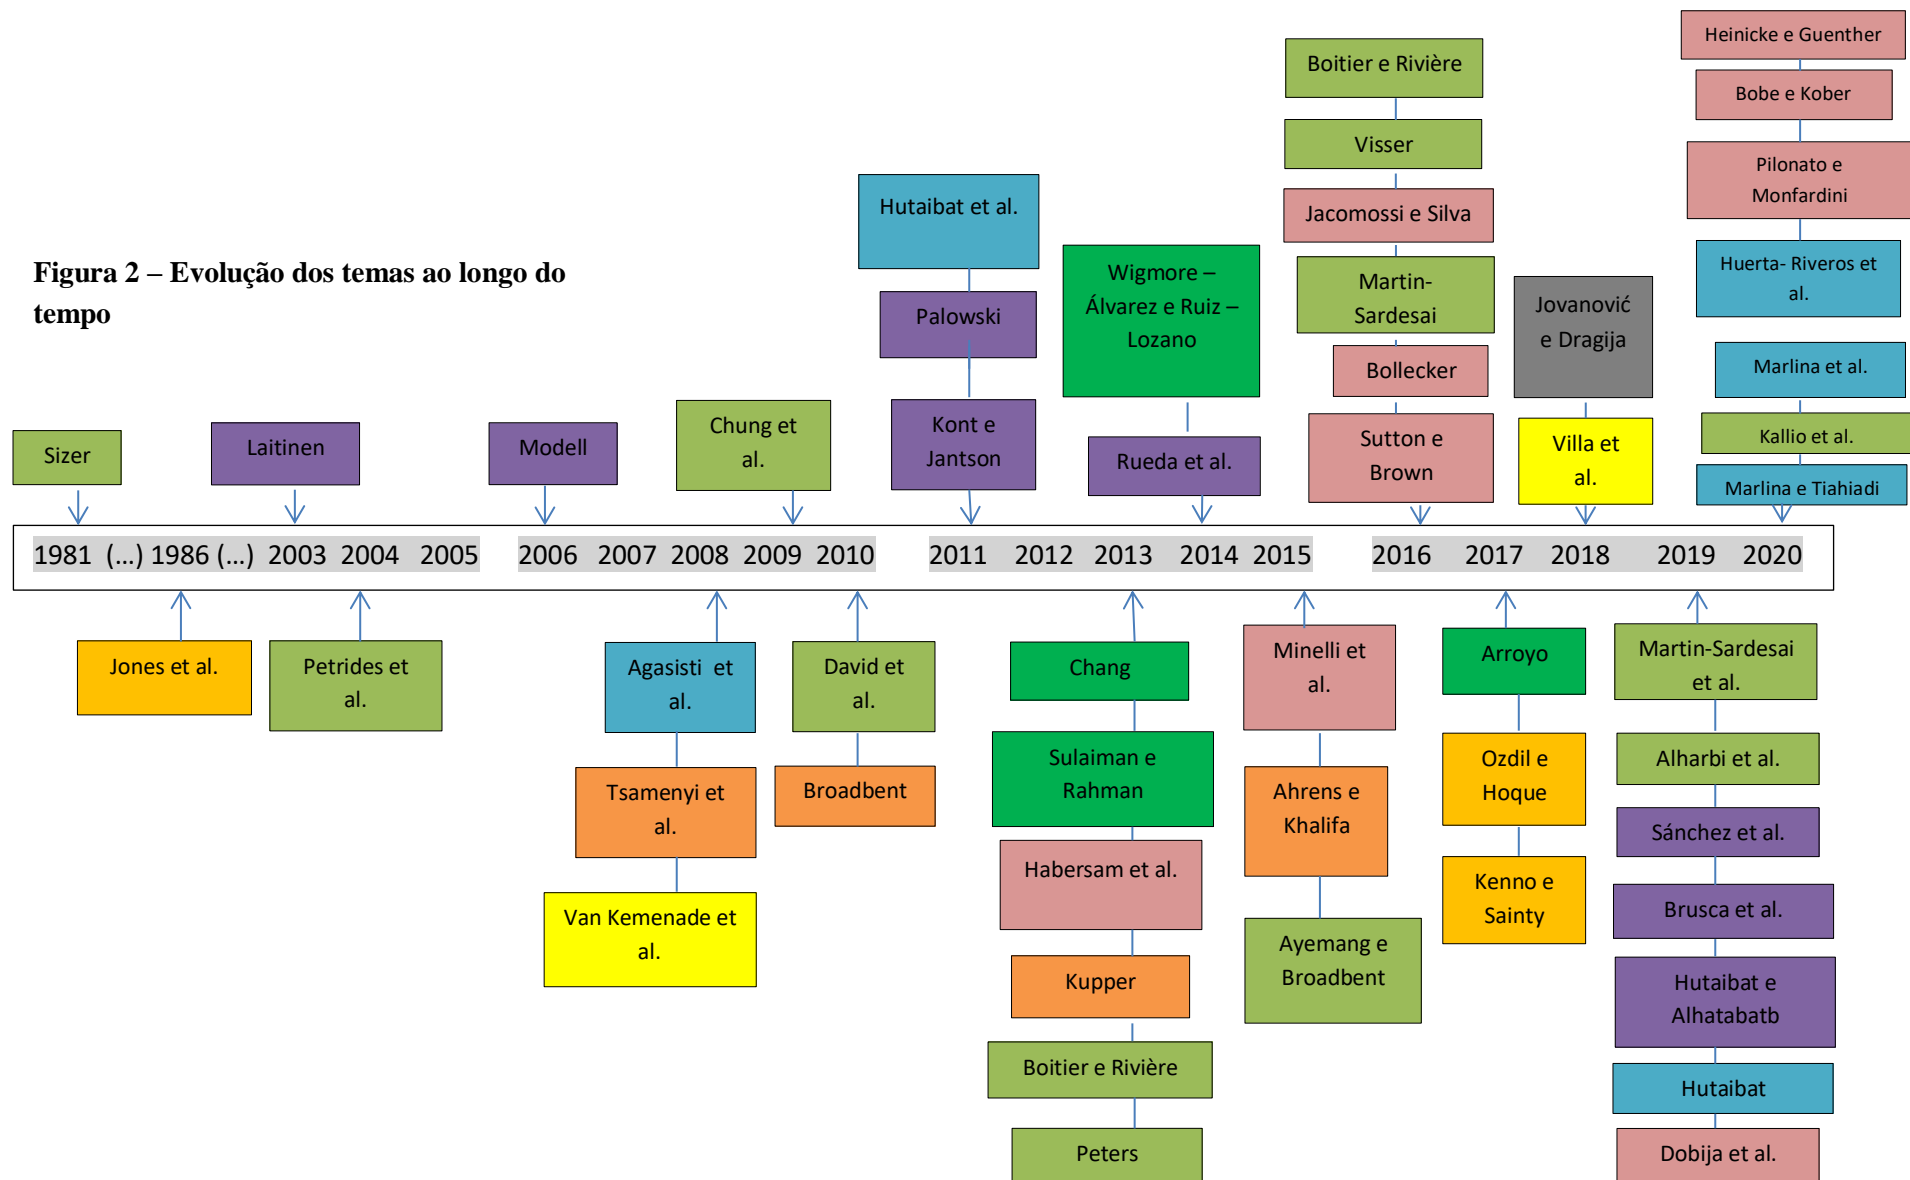 Heinicke e Guenther
Boitier e Rivière
Bobe e Kober
Visser
Pilonato e
Monfardini
Hutaibat et al.
Jacomossi e Silva
Figura 2 – Evolução dos temas ao longo do
tempo
Wigmore –
Álvarez e Ruiz –
Lozano
Martin-
Sardesai
Huerta- Riveros et
al.
Palowski
Jovanović
e Dragija
Bollecker
Marlina et al.
Sizer
Laitinen
Modell
Chung et
al.
Kont e
Jantson
Rueda et al.
Sutton e
Brown
Villa et
al.
Kallio et al.
Marlina e Tiahiadi
1981 (...) 1986 (...) 2003 2004 2005 2006 2007 2008 2009 2010 2011 2012 2013 2014 2015 2016 2017 2018 2019 2020
Jones et al.
Petrides et
al.
Agasisti et
al.
David et
al.
Chang
Minelli et
al.
Arroyo
Martin-Sardesai
et al.
Tsamenyi et
al.
Broadbent
Sulaiman e
Rahman
Ahrens e
Khalifa
Ozdil e
Hoque
Alharbi et al.
Sánchez et al.
Van Kemenade et
al.
Habersam et al.
Ayemang e
Broadbent
Kenno e
Sainty
Brusca et al.
Kupper
Hutaibat e
Alhatabatb
Boitier e Rivière
Hutaibat
Peters
Dobija et al.